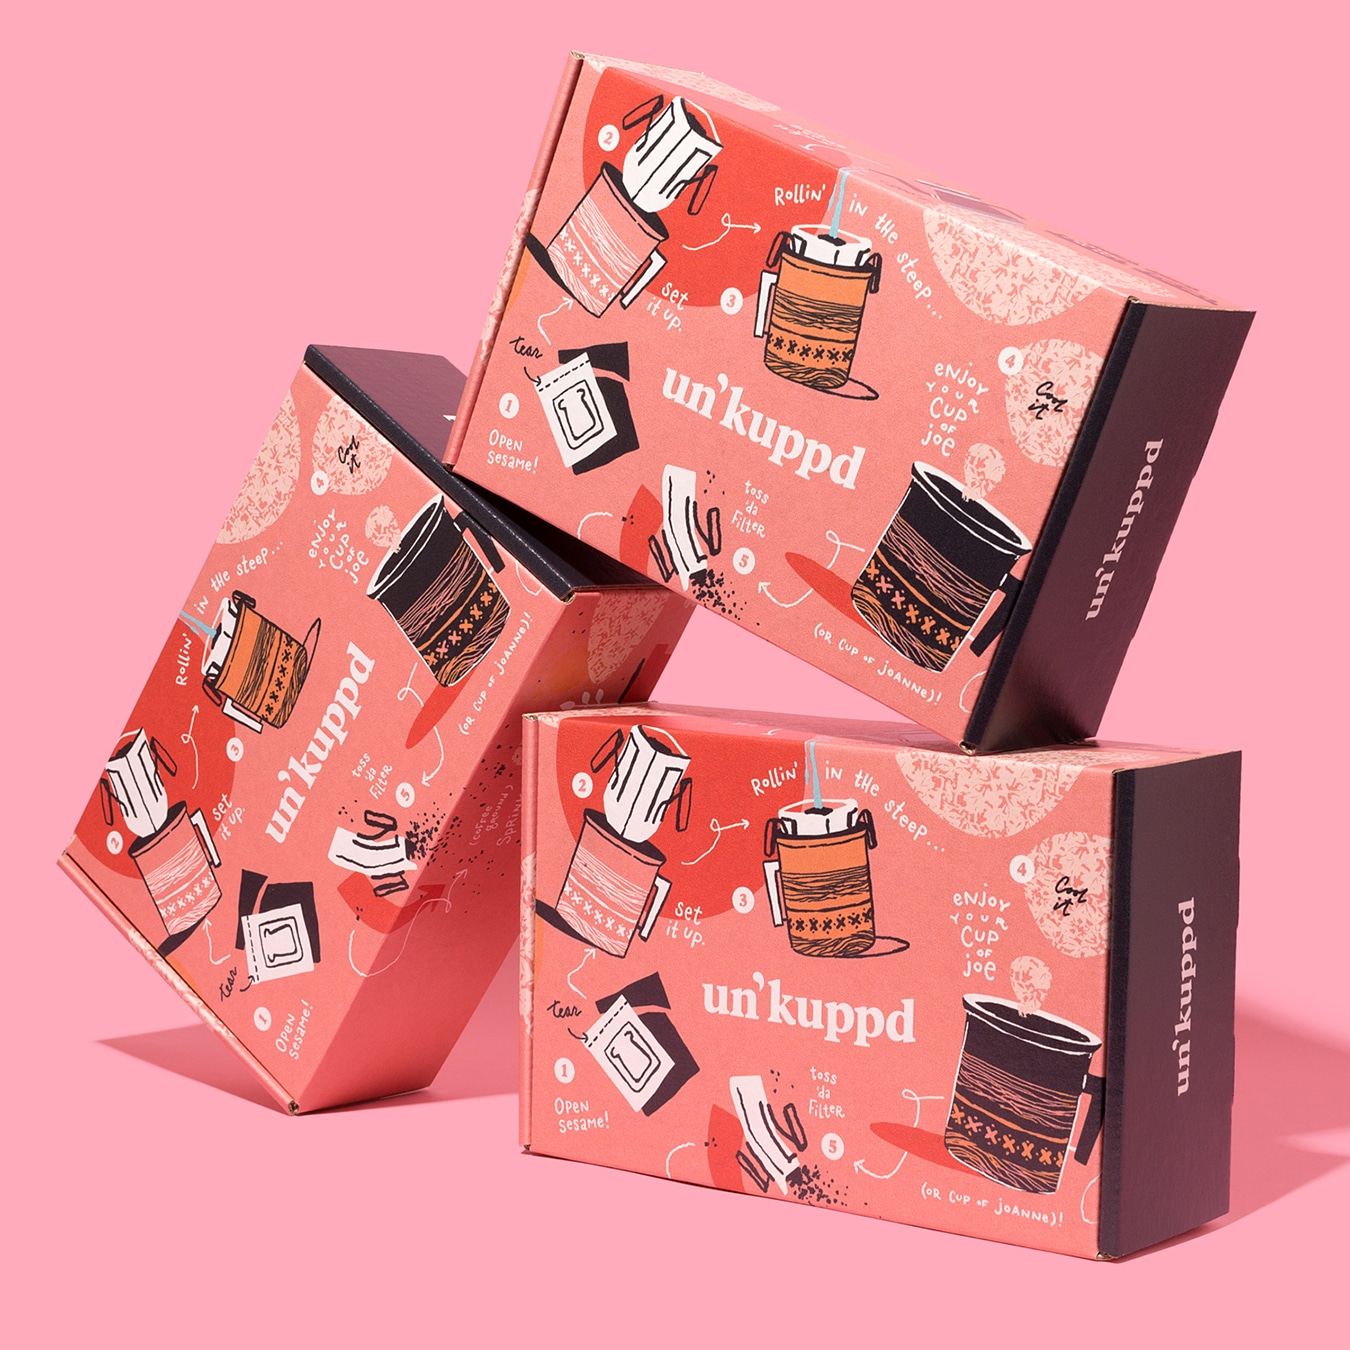 2
Rollin' in the steep...
set
it up.
3
4
Cool
it
enjoy
your
Cup
of
joe
tear
1
Open
sesame!
un'kuppd
toss
'da
Filter
5
(or cup of joAnne)!
un'kuppd
4
Cool
it
enjoy
your
Cup
of
joe
Rollin' in the steep...
3
2
set
it up.
un'kuppd
toss
'da
Filter
5
(or cup of joAnne)!
tear
1
Open
sesame!
(coffee
grounds)
2
Rollin' in the steep...
set
it up.
3
4
Cool
it
enjoy
your
Cup
of
joe
tear
1
Open
sesame!
un'kuppd
toss
'da
Filter
5
(or cup of joAnne)!
un'kuppd